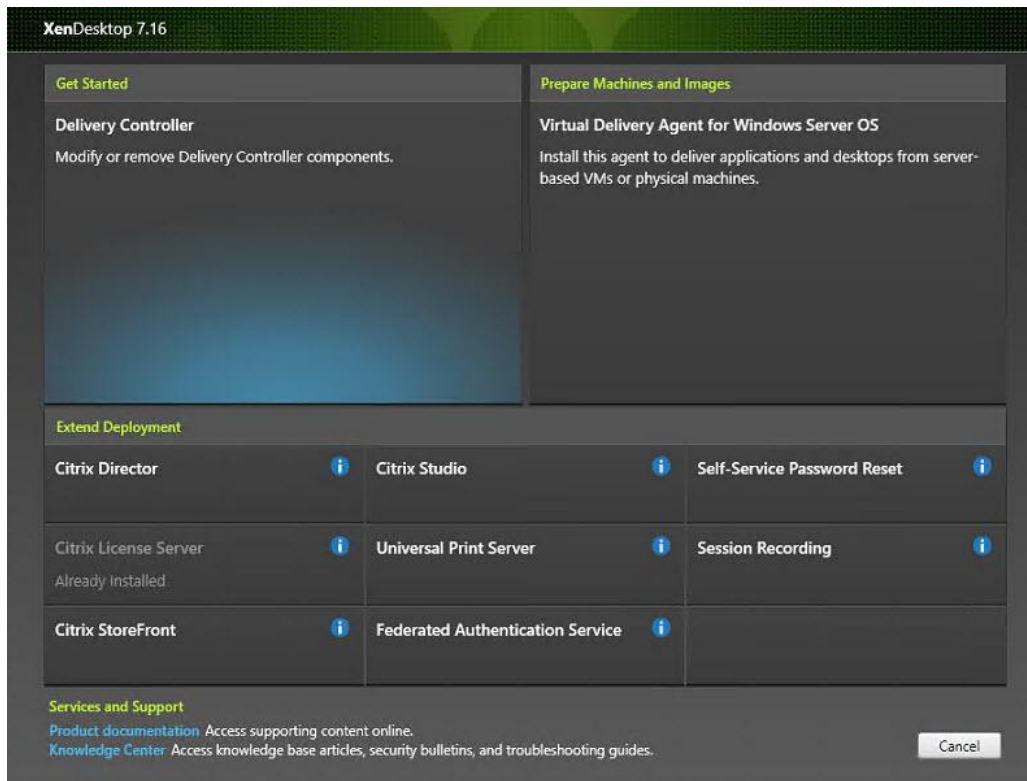 XenDesktop 7.16
Get Started
Delivery Controller
Modify or remove Delivery Controller components.
Prepare Machines and Images
Virtual Delivery Agent for Windows Server OS
Install this agent to deliver applications and desktops from server-
based VMs or physical machines.
Extend Deployment
Citrix Director
Citrix Studio
Self-Service Password Reset
Citrix License Server
Already Installed
Universal Print Server
Session Recording
Citrix StoreFront
Federated Authentication Service
Services and Support
Product documentation Access supporting content online.
Knowledge Center Access knowledge base articles, security bulletins, and troubleshooting guides.
Cancel